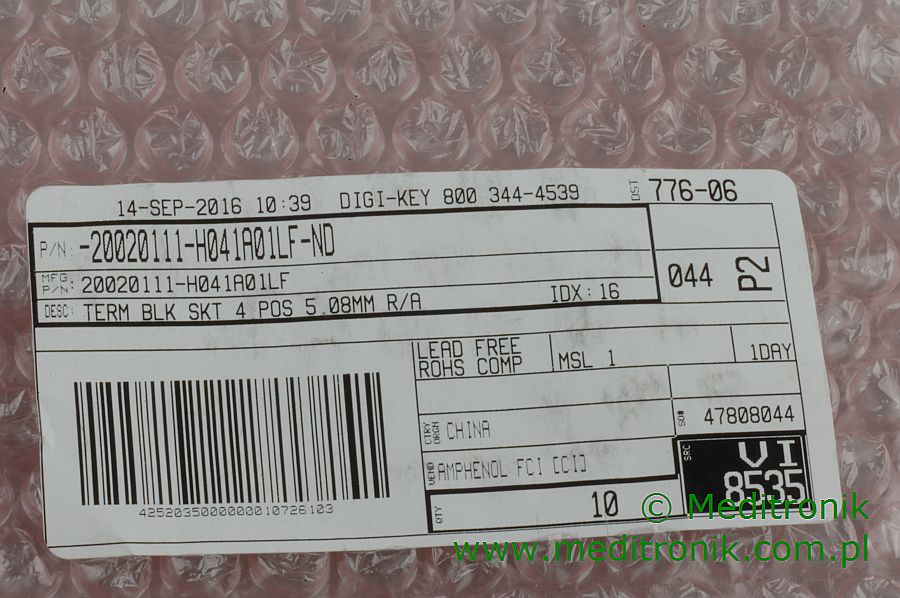 14-SEP-2016 10:39 DIGI-KEY 800 344-4539 DST 776-06
P/N: -20020111-H041A01LF-ND
MFG P/N: 20020111-H041A01LF
044 P2
DESC: TERM BLK SKT 4 POS 5.08MM R/A IDX: 16
LEAD FREE
ROHS COMP
MSL 1
1DAY
CTRY ORGN CHINA
SO# 47808044
VEND AMPHENOL FCI [CI]
SRC VI
8535
QTY 10
42520350000000010726103
© Meditronik
www.meditronik.com.pl